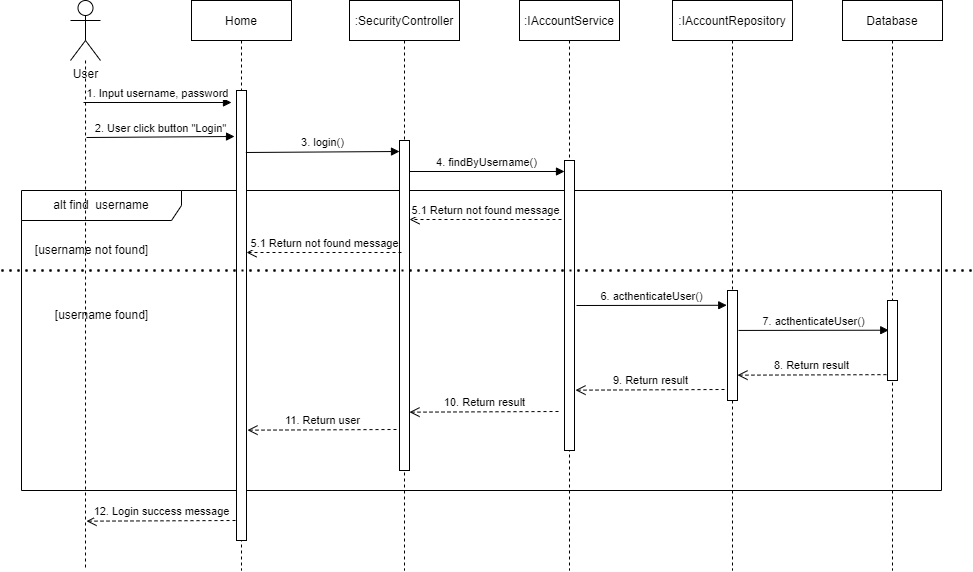 Home
:SecurityController
:IAccountService
:IAccountRepository
Database
User
1. Input username, password
2. User click button "Login"
3. login()
4. findByUsername()
alt find username
5.1 Return not found message
5.1 Return not found message
[username not found]
6. acthenticateUser()
[username found]
7. acthenticateUser()
8. Return result
9. Return result
10. Return result
11. Return user
12. Login success message